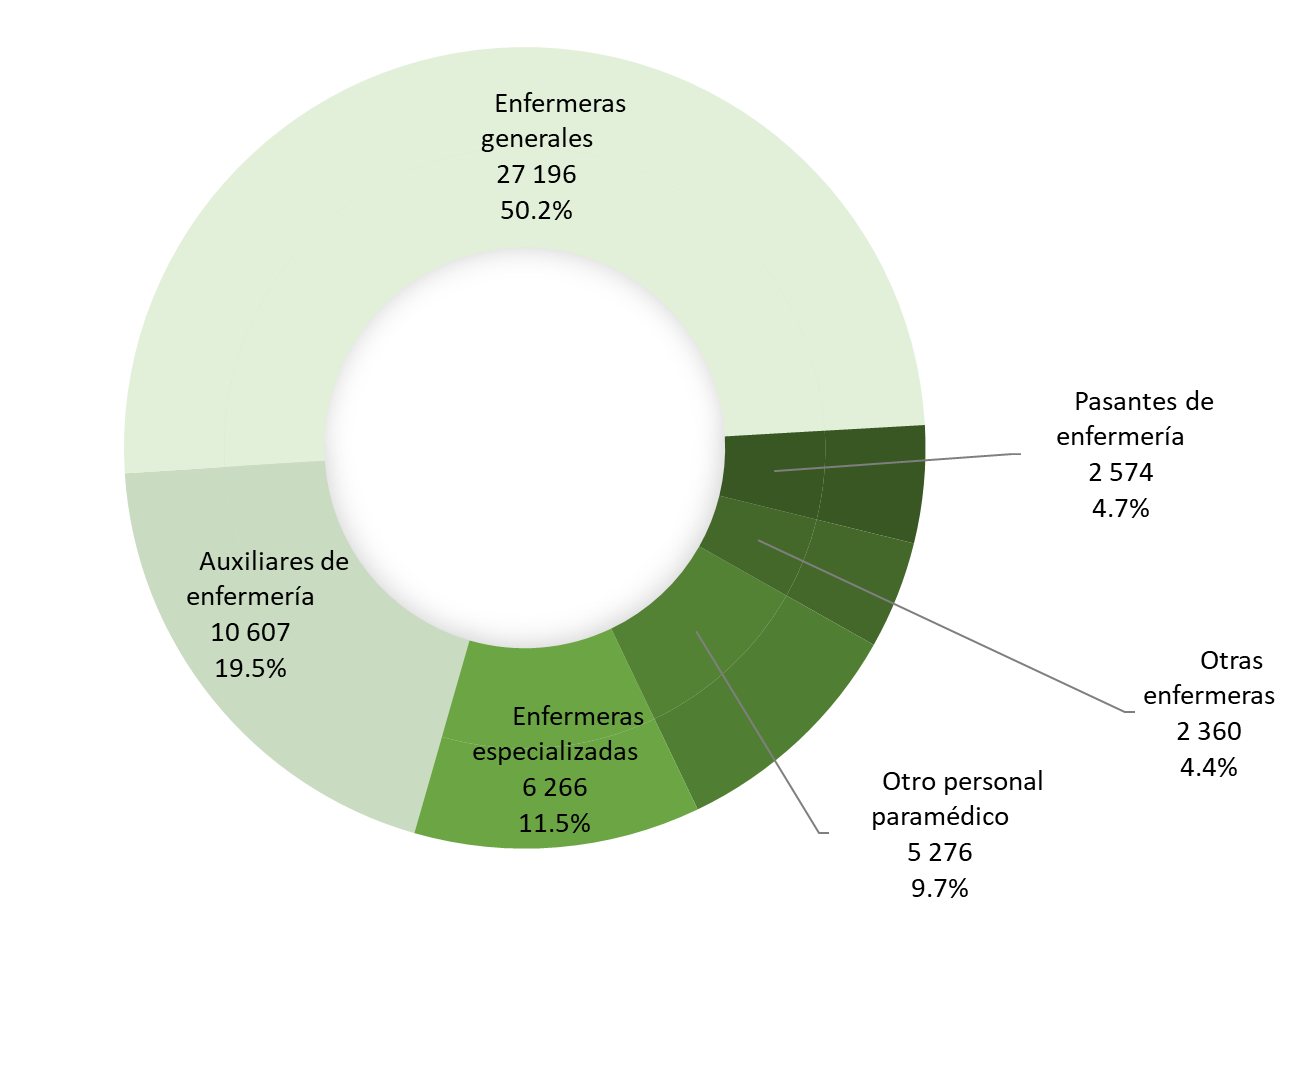 Enfermeras
generales
27 196
50.2%
Pasantes de
enfermería
2 574
4.7%
Auxiliares de
enfermería
10 607
19.5%
Otras
enfermeras
2 360
4.4%
Enfermeras
especializadas
6 266
11.5%
Otro personal
paramédico
5 276
9.7%